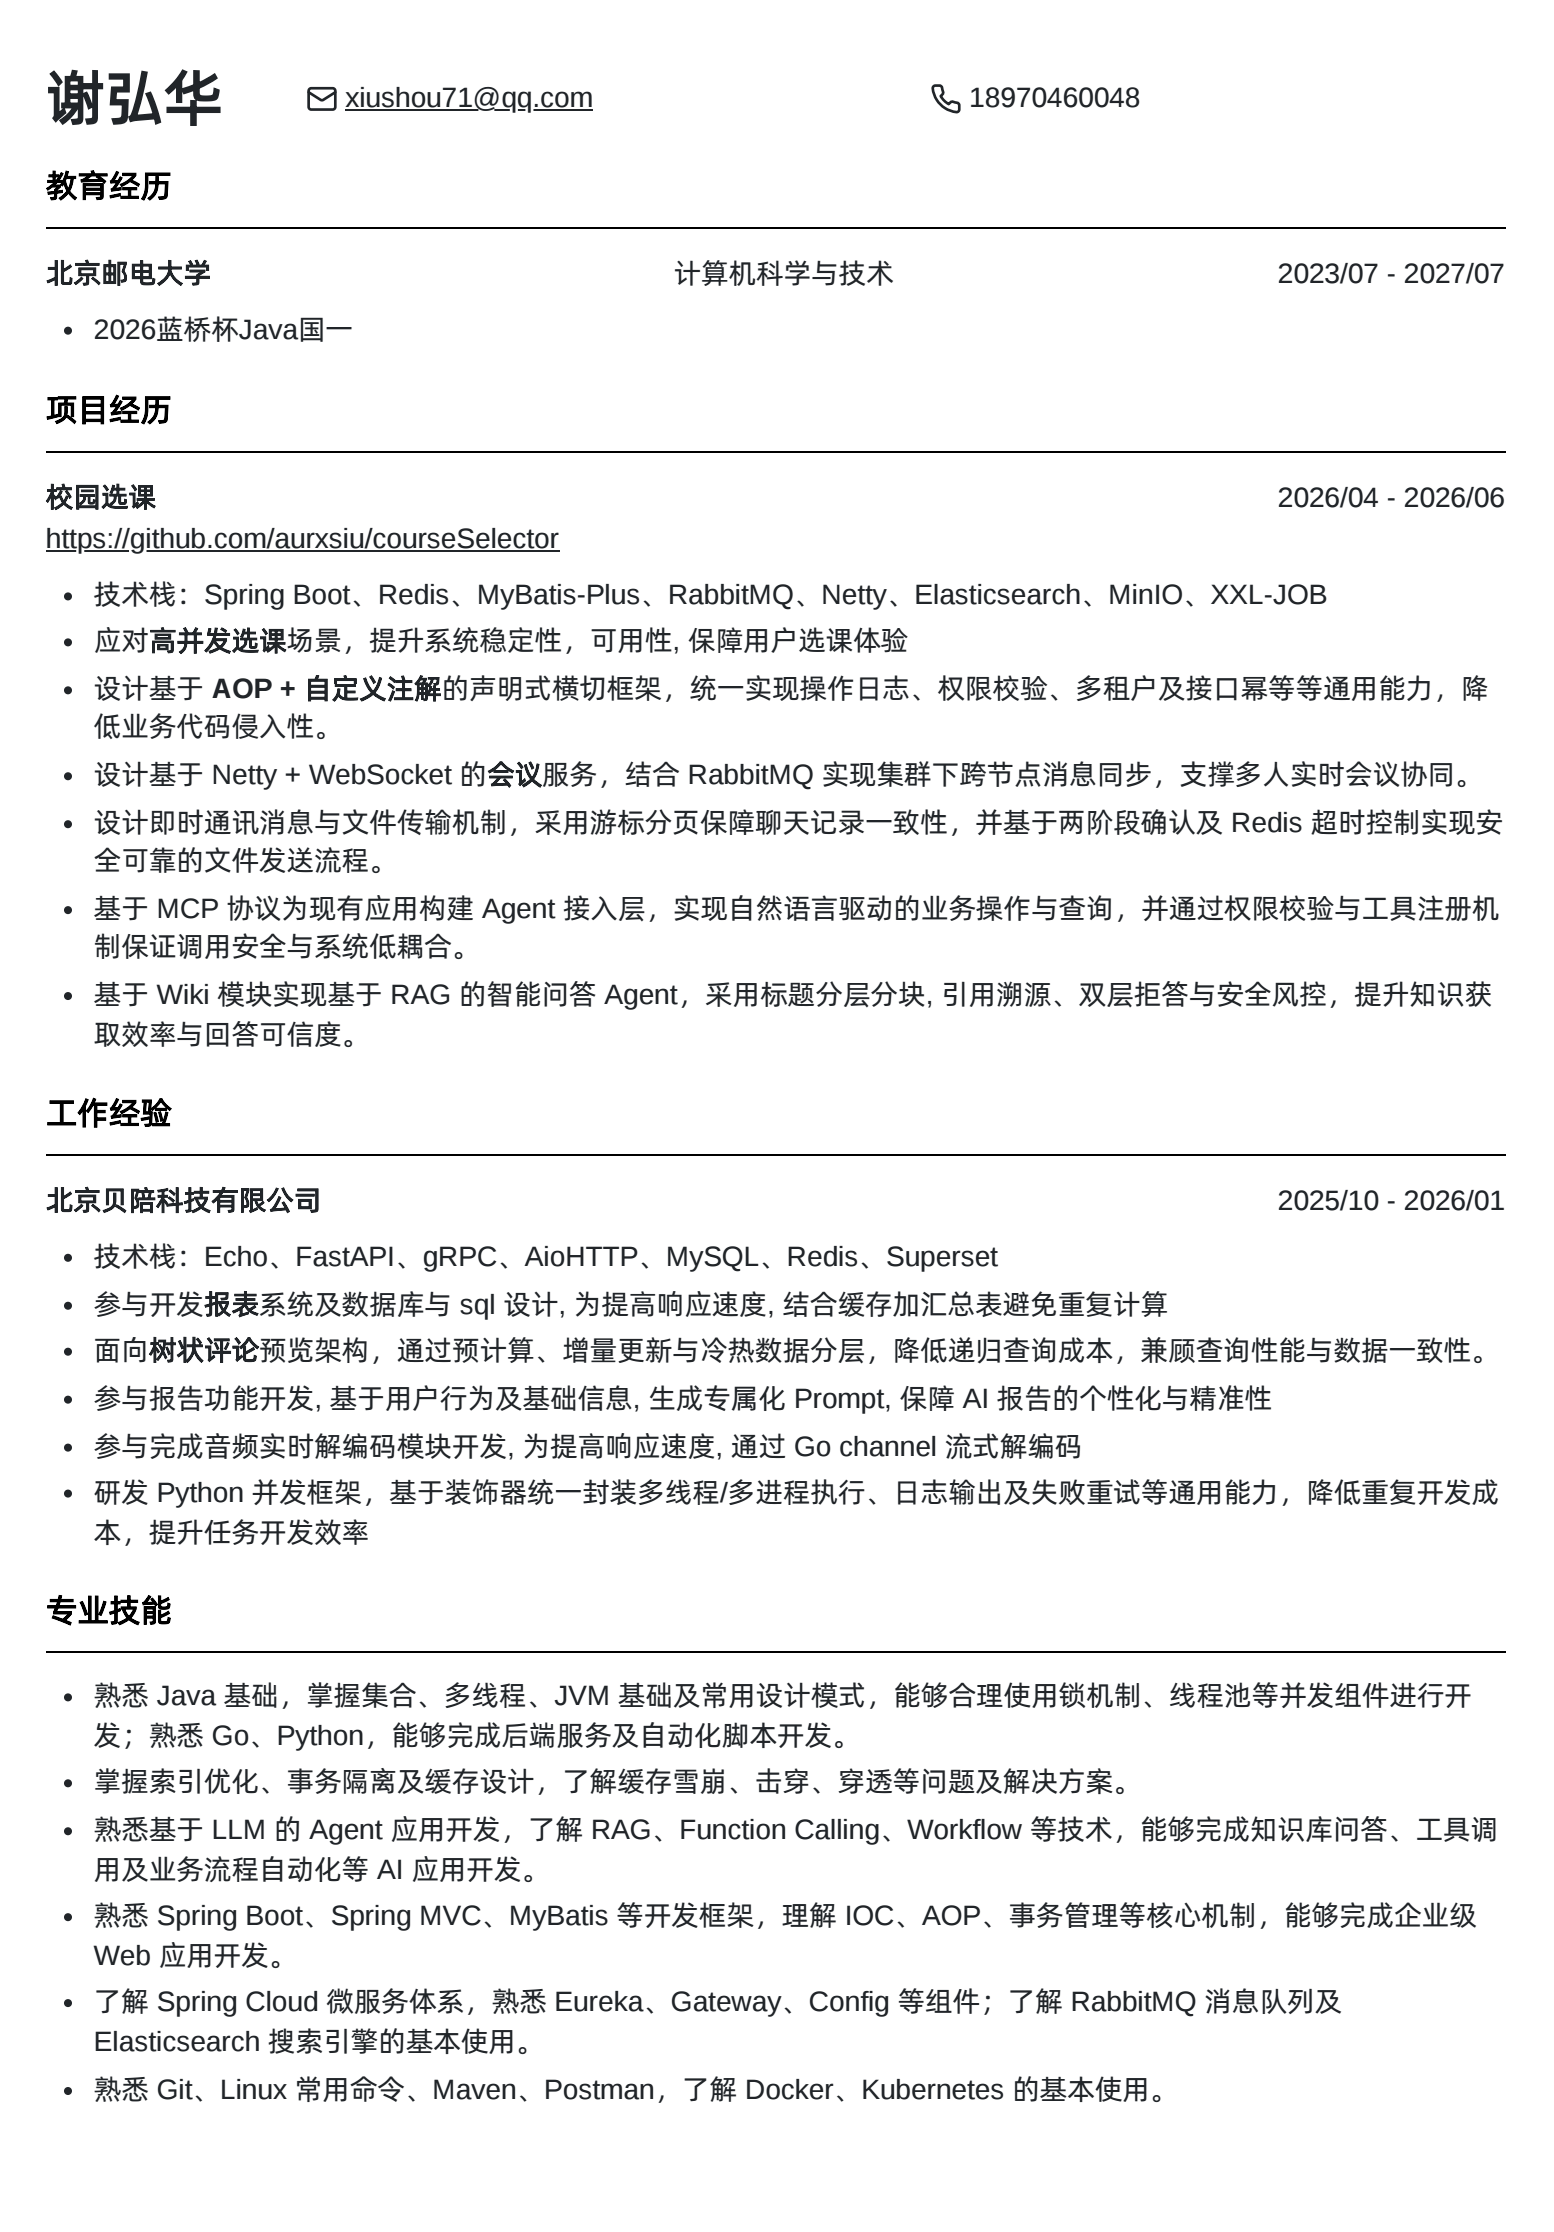 谢弘华 xiushou71@qq.com 18970460048
教育经历
北京邮电大学 计算机科学与技术 2023/07 - 2027/07
• 2026蓝桥杯Java国一
项目经历
校园选课 2026/04 - 2026/06
https://github.com/aurxsiu/courseSelector
• 技术栈：Spring Boot、Redis、MyBatis-Plus、RabbitMQ、Netty、Elasticsearch、MinIO、XXL-JOB
• 应对高并发选课场景，提升系统稳定性，可用性, 保障用户选课体验
• 设计基于 AOP + 自定义注解的声明式横切框架，统一实现操作日志、权限校验、多租户及接口幂等等通用能力，降
低业务代码侵入性。
• 设计基于 Netty + WebSocket 的会议服务，结合 RabbitMQ 实现集群下跨节点消息同步，支撑多人实时会议协同。
• 设计即时通讯消息与文件传输机制，采用游标分页保障聊天记录一致性，并基于两阶段确认及 Redis 超时控制实现安
全可靠的文件发送流程。
• 基于 MCP 协议为现有应用构建 Agent 接入层，实现自然语言驱动的业务操作与查询，并通过权限校验与工具注册机
制保证调用安全与系统低耦合。
• 基于 Wiki 模块实现基于 RAG 的智能问答 Agent，采用标题分层分块, 引用溯源、双层拒答与安全风控，提升知识获
取效率与回答可信度。
工作经验
北京贝陪科技有限公司 2025/10 - 2026/01
• 技术栈：Echo、FastAPI、gRPC、AioHTTP、MySQL、Redis、Superset
• 参与开发报表系统及数据库与 sql 设计, 为提高响应速度, 结合缓存加汇总表避免重复计算
• 面向树状评论预览架构，通过预计算、增量更新与冷热数据分层，降低递归查询成本，兼顾查询性能与数据一致性。
• 参与报告功能开发, 基于用户行为及基础信息, 生成专属化 Prompt, 保障 AI 报告的个性化与精准性
• 参与完成音频实时解编码模块开发, 为提高响应速度, 通过 Go channel 流式解编码
• 研发 Python 并发框架，基于装饰器统一封装多线程/多进程执行、日志输出及失败重试等通用能力，降低重复开发成
本，提升任务开发效率
专业技能
• 熟悉 Java 基础，掌握集合、多线程、JVM 基础及常用设计模式，能够合理使用锁机制、线程池等并发组件进行开
发；熟悉 Go、Python，能够完成后端服务及自动化脚本开发。
• 掌握索引优化、事务隔离及缓存设计，了解缓存雪崩、击穿、穿透等问题及解决方案。
• 熟悉基于 LLM 的 Agent 应用开发，了解 RAG、Function Calling、Workflow 等技术，能够完成知识库问答、工具调
用及业务流程自动化等 AI 应用开发。
• 熟悉 Spring Boot、Spring MVC、MyBatis 等开发框架，理解 IOC、AOP、事务管理等核心机制，能够完成企业级
Web 应用开发。
• 了解 Spring Cloud 微服务体系，熟悉 Eureka、Gateway、Config 等组件；了解 RabbitMQ 消息队列及
Elasticsearch 搜索引擎的基本使用。
• 熟悉 Git、Linux 常用命令、Maven、Postman，了解 Docker、Kubernetes 的基本使用。